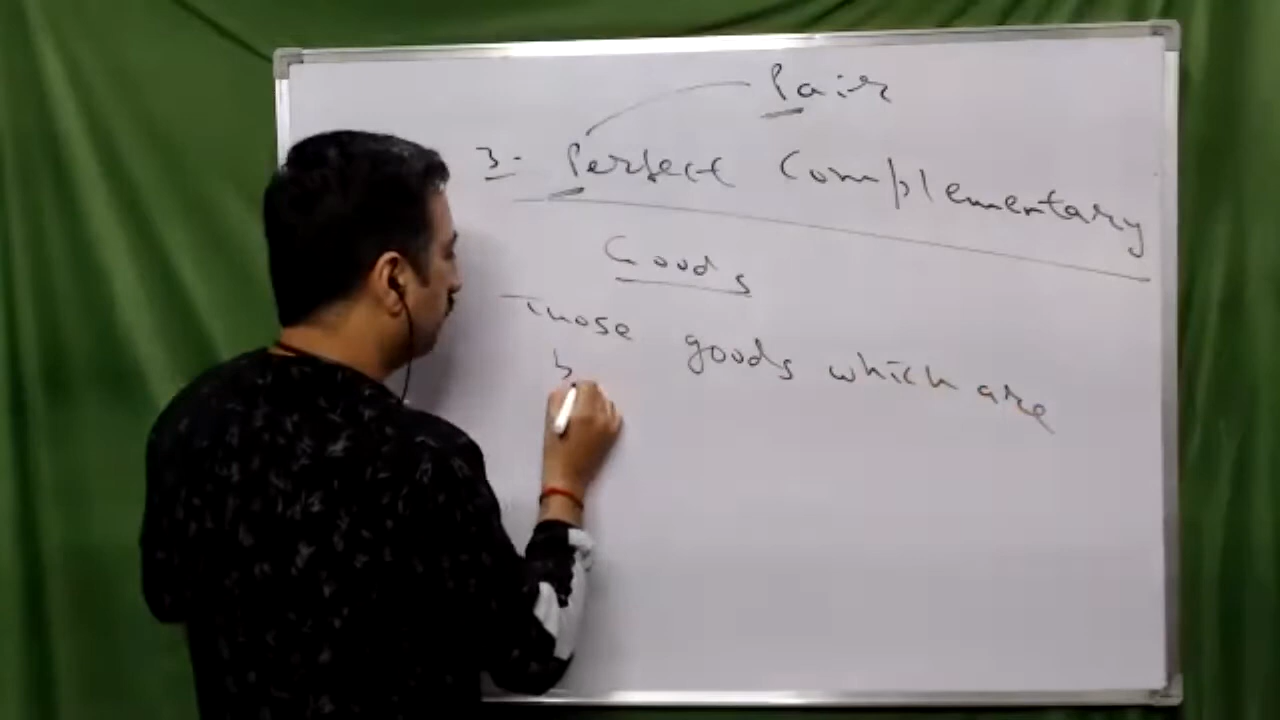 Pair
3. Perfect Complementary
Goods
Those goods which are
b